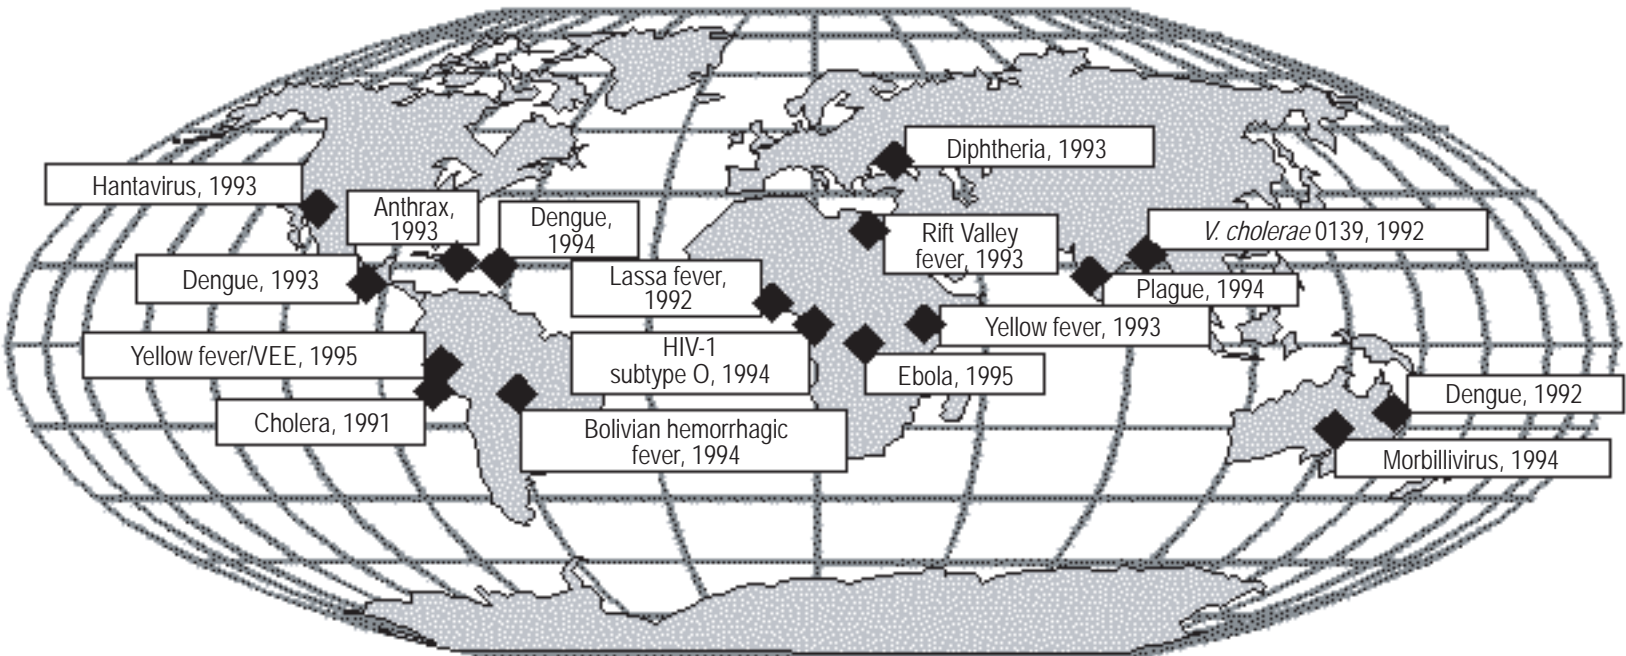 Diphtheria, 1993
Hantavirus, 1993
Anthrax,
1993
Dengue,
1994
Rift Valley
fever, 1993
V. cholerae 0139, 1992
Dengue, 1993
Lassa fever,
1992
Plague, 1994
Yellow fever, 1993
Yellow fever/VEE, 1995
HIV-1
subtype O, 1994
Ebola, 1995
Dengue, 1992
Cholera, 1991
Bolivian hemorrhagic
fever, 1994
Morbillivirus, 1994